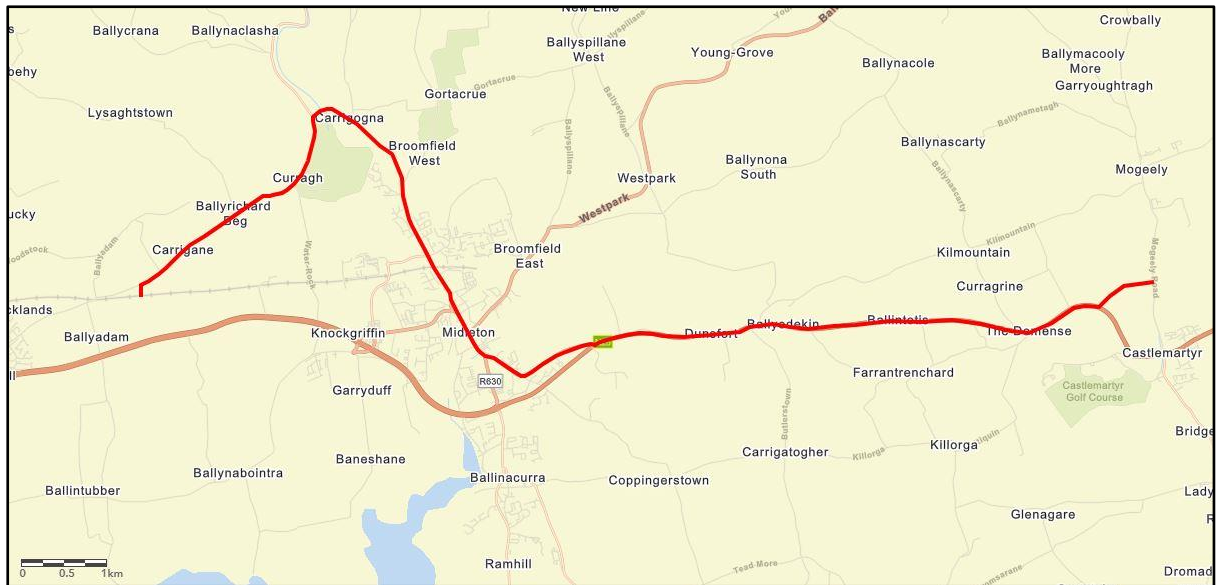 New Line
Crowbally
Ballycrana
Ballynaclasha
Ballyspillane
West
Young-Grove
Ballynacole
Ballymacooly
More
Garryoughtragh
Gortacrue
Gortacrue
Lysaghtstown
Carrigogna
Ballyspillane
Ballyspillane
Ballynametagh
Broomfield
West
Ballynascarty
Ballynona
South
Mogeely
Curragh
Westpark
Ballynascarty
Westpark
Ballyrichard
Beg
Carrigane
Ballyadam
Water-Rock
Broomfield
East
Kilmountain
Kilmountain
Mogeely Road
Curragrine
Ballyadam
Knockgriffin
Midleton
Dunsfort
Ballyedekin
Ballintotis
The Demense
Castlemartyr
R630
Garryduff
Farrantrenchard
Castlemartyr
Golf Course
Butlerstown
Killorga
Killorga
Carrigatogher
Baneshane
Ballynabointra
Ballinacurra
Coppingerstown
Ballintubber
Glenagare
Ramhill
Tead More
0 0.5 1km